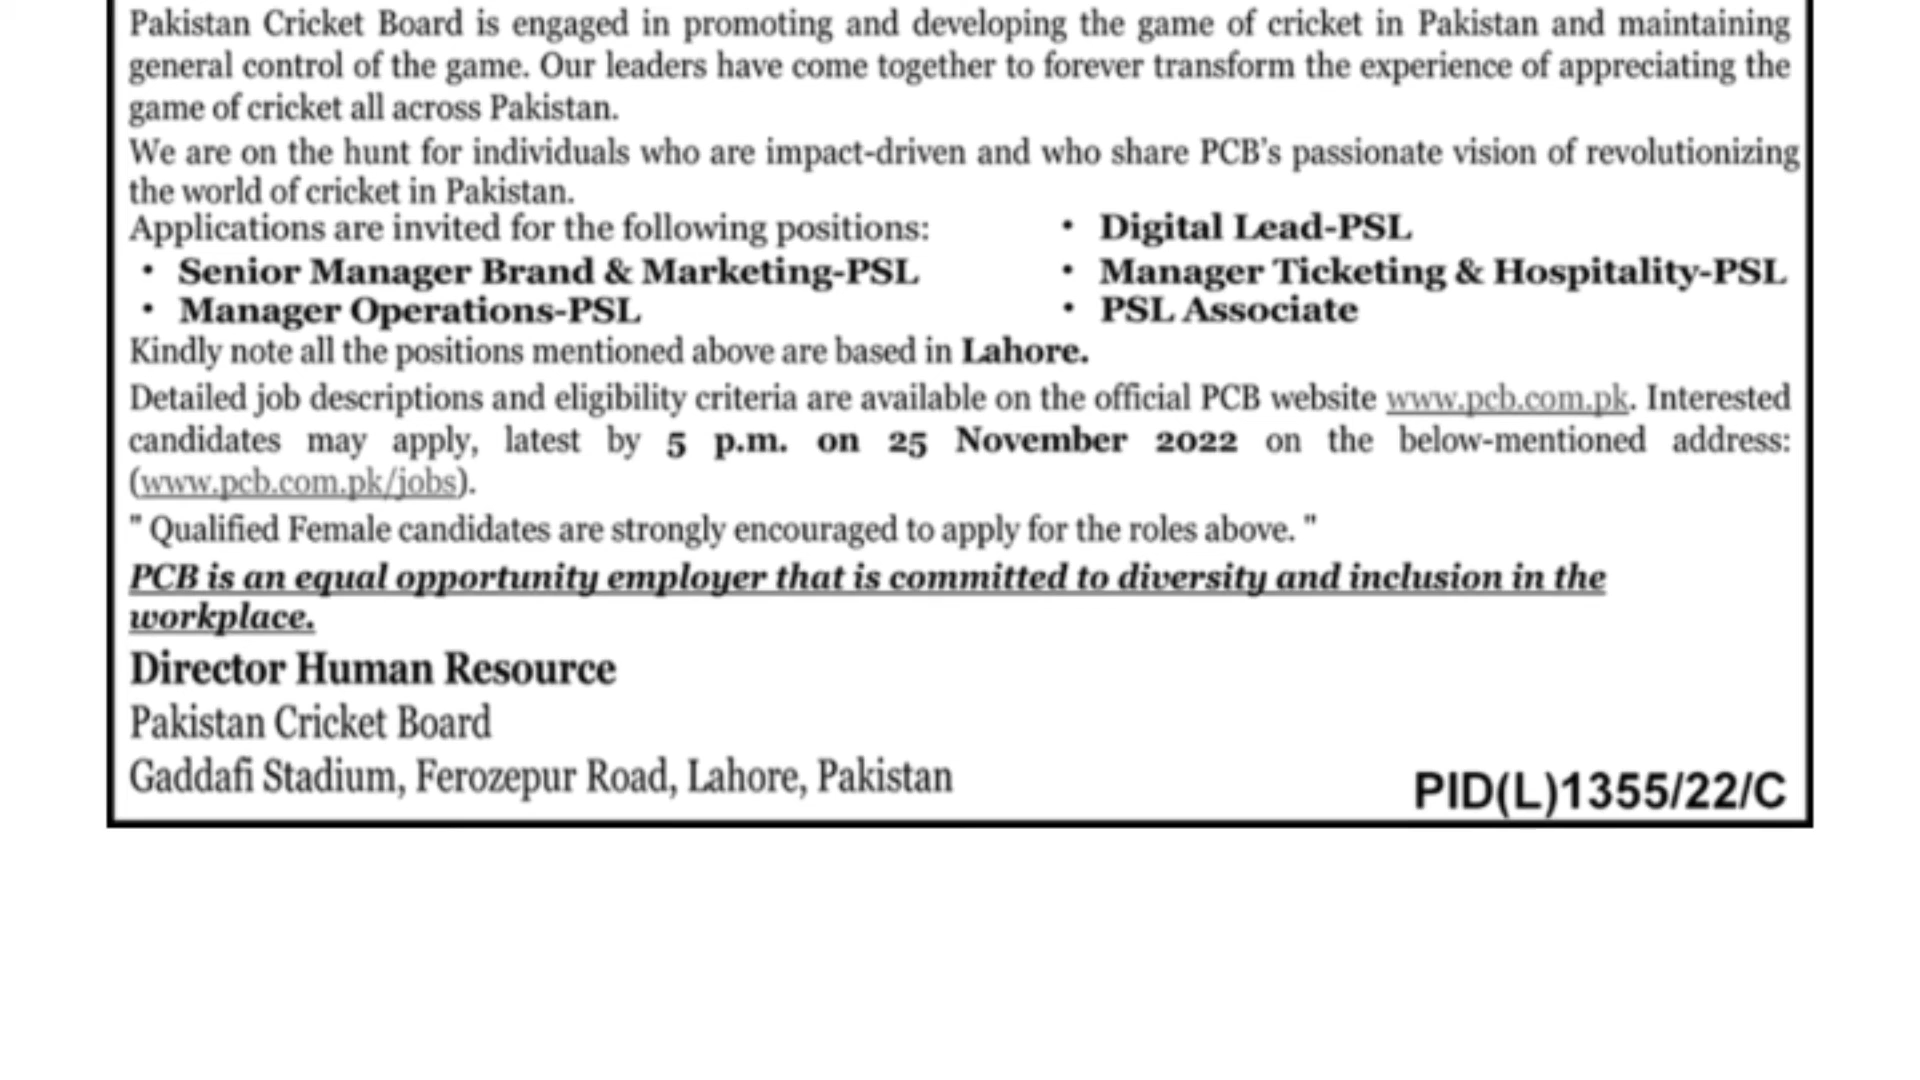 Pakistan Cricket Board is engaged in promoting and developing the game of cricket in Pakistan and maintaining
general control of the game. Our leaders have come together to forever transform the experience of appreciating the
game of cricket all across Pakistan.
We are on the hunt for individuals who are impact-driven and who share PCB's passionate vision of revolutionizing
the world of cricket in Pakistan.
Applications are invited for the following positions:
• Senior Manager Brand & Marketing-PSL
• Manager Operations-PSL
• Digital Lead-PSL
• Manager Ticketing & Hospitality-PSL
• PSL Associate
Kindly note all the positions mentioned above are based in Lahore.
Detailed job descriptions and eligibility criteria are available on the official PCB website www.pcb.com.pk. Interested
candidates may apply, latest by 5 p.m. on 25 November 2022 on the below-mentioned address:
(www.pcb.com.pk/jobs).
" Qualified Female candidates are strongly encouraged to apply for the roles above. "
PCB is an equal opportunity employer that is committed to diversity and inclusion in the
workplace.
Director Human Resource
Pakistan Cricket Board
Gaddafi Stadium, Ferozepur Road, Lahore, Pakistan
PID(L)1355/22/C